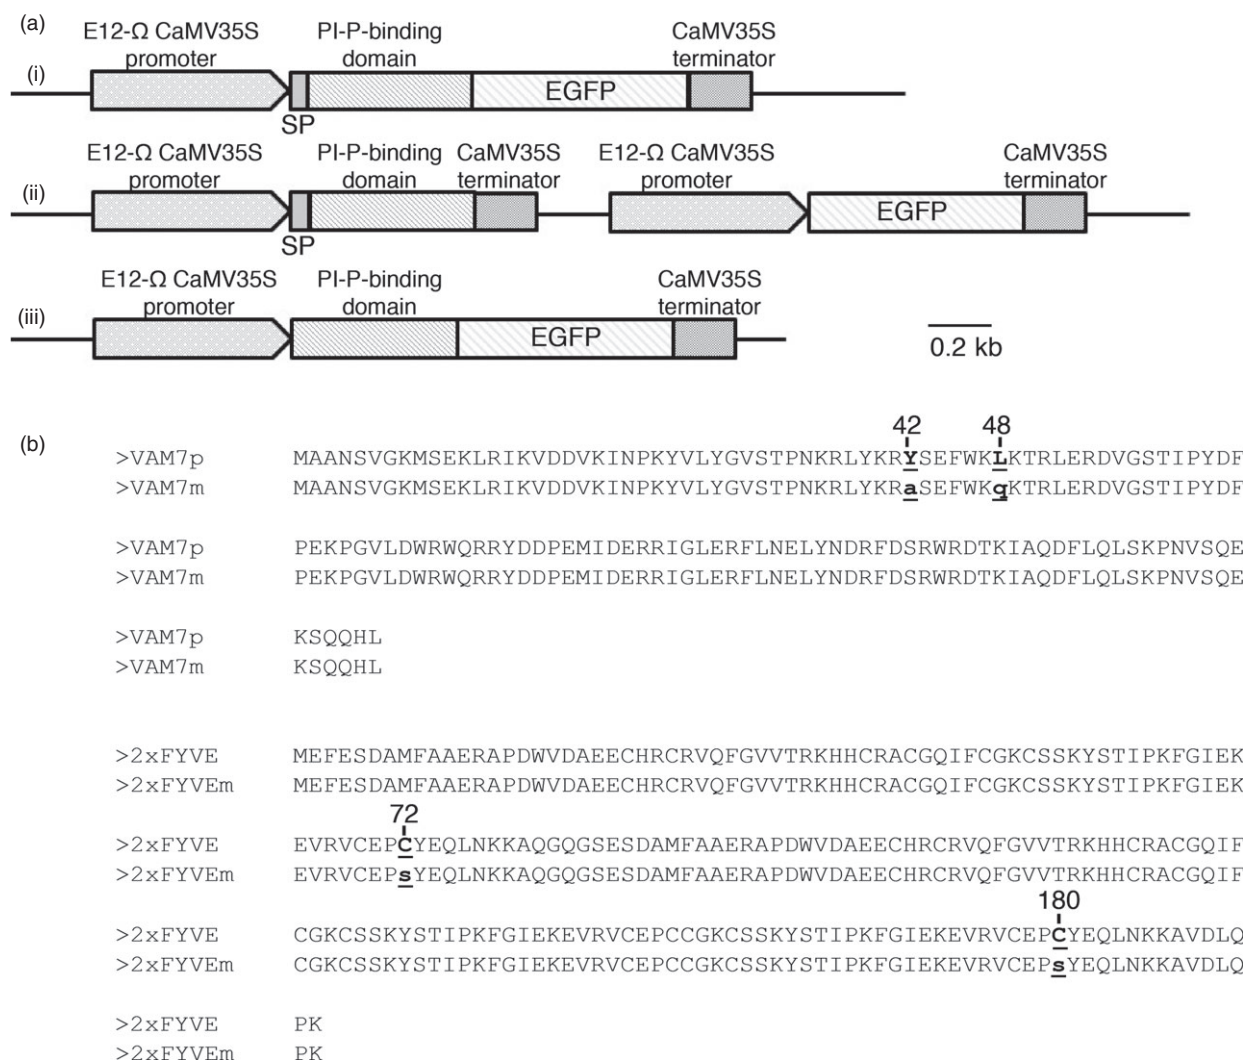 (a)
E12-Ω CaMV35S promoter
PI-P-binding domain
CaMV35S terminator
(i)
EGFP
SP
E12-Ω CaMV35S promoter
PI-P-binding domain
CaMV35S terminator
E12-Ω CaMV35S promoter
CaMV35S terminator
(ii)
EGFP
SP
E12-Ω CaMV35S promoter
PI-P-binding domain
CaMV35S terminator
(iii)
EGFP
0.2 kb
(b)
42 48
>VAM7p MAANSVGKMSEKLRIKVDDVKINPKYVLYGVSTPNKRLYKRYSEFWKLKTRLERDVGSTIPYDF
>VAM7m MAANSVGKMSEKLRIKVDDVKINPKYVLYGVSTPNKRLYKRaSEFWKqKTRLERDVGSTIPYDF
>VAM7p PEKPGVLDWRWQRRYDDPEMIDERRIGLERFLNELYNDRFDSRWRDTKIAQDFLQLSKPNVSQE
>VAM7m PEKPGVLDWRWQRRYDDPEMIDERRIGLERFLNELYNDRFDSRWRDTKIAQDFLQLSKPNVSQE
>VAM7p KSQQHL
>VAM7m KSQQHL
>2xFYVE MEFESDAMFAAERAPDWVDAEECHRCRVQFGVVTRKHHCRACGQIFCGKCSSKYSTIPKFGIEK
>2xFYVEm MEFESDAMFAAERAPDWVDAEECHRCRVQFGVVTRKHHCRACGQIFCGKCSSKYSTIPKFGIEK
72
>2xFYVE EVRVCEPCYEQLNKKAQGQGSESDAMFAAERAPDWVDAEECHRCRVQFGVVTRKHHCRACGQIF
>2xFYVEm EVRVCEPsYEQLNKKAQGQGSESDAMFAAERAPDWVDAEECHRCRVQFGVVTRKHHCRACGQIF
180
>2xFYVE CGKCSSKYSTIPKFGIEKEVRVCEPCCGKCSSKYSTIPKFGIEKEVRVCEPCYEQLNKKAVDLQ
>2xFYVEm CGKCSSKYSTIPKFGIEKEVRVCEPCCGKCSSKYSTIPKFGIEKEVRVCEPsYEQLNKKAVDLQ
>2xFYVE PK
>2xFYVEm PK